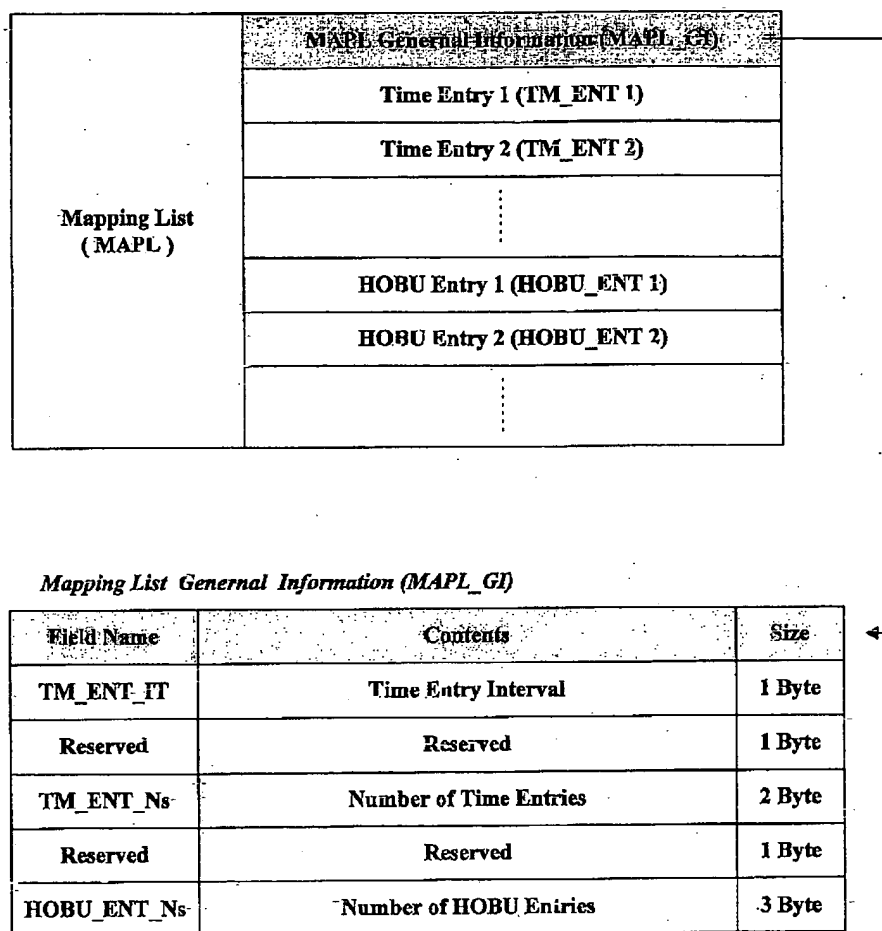 MAPL Genernal Information (MAPL_GI)
Time Entry 1 (TM_ENT 1)
Time Entry 2 (TM_ENT 2)
Mapping List
( MAPL )
HOBU Entry 1 (HOBU_ENT 1)
HOBU Entry 2 (HOBU_ENT 2)
Mapping List Genernal Information (MAPL_GI)
Field Name Contents Size
TM_ENT_IT Time Entry Interval 1 Byte
Reserved Reserved 1 Byte
TM_ENT_Ns Number of Time Entries 2 Byte
Reserved Reserved 1 Byte
HOBU_ENT_Ns Number of HOBU Entries 3 Byte